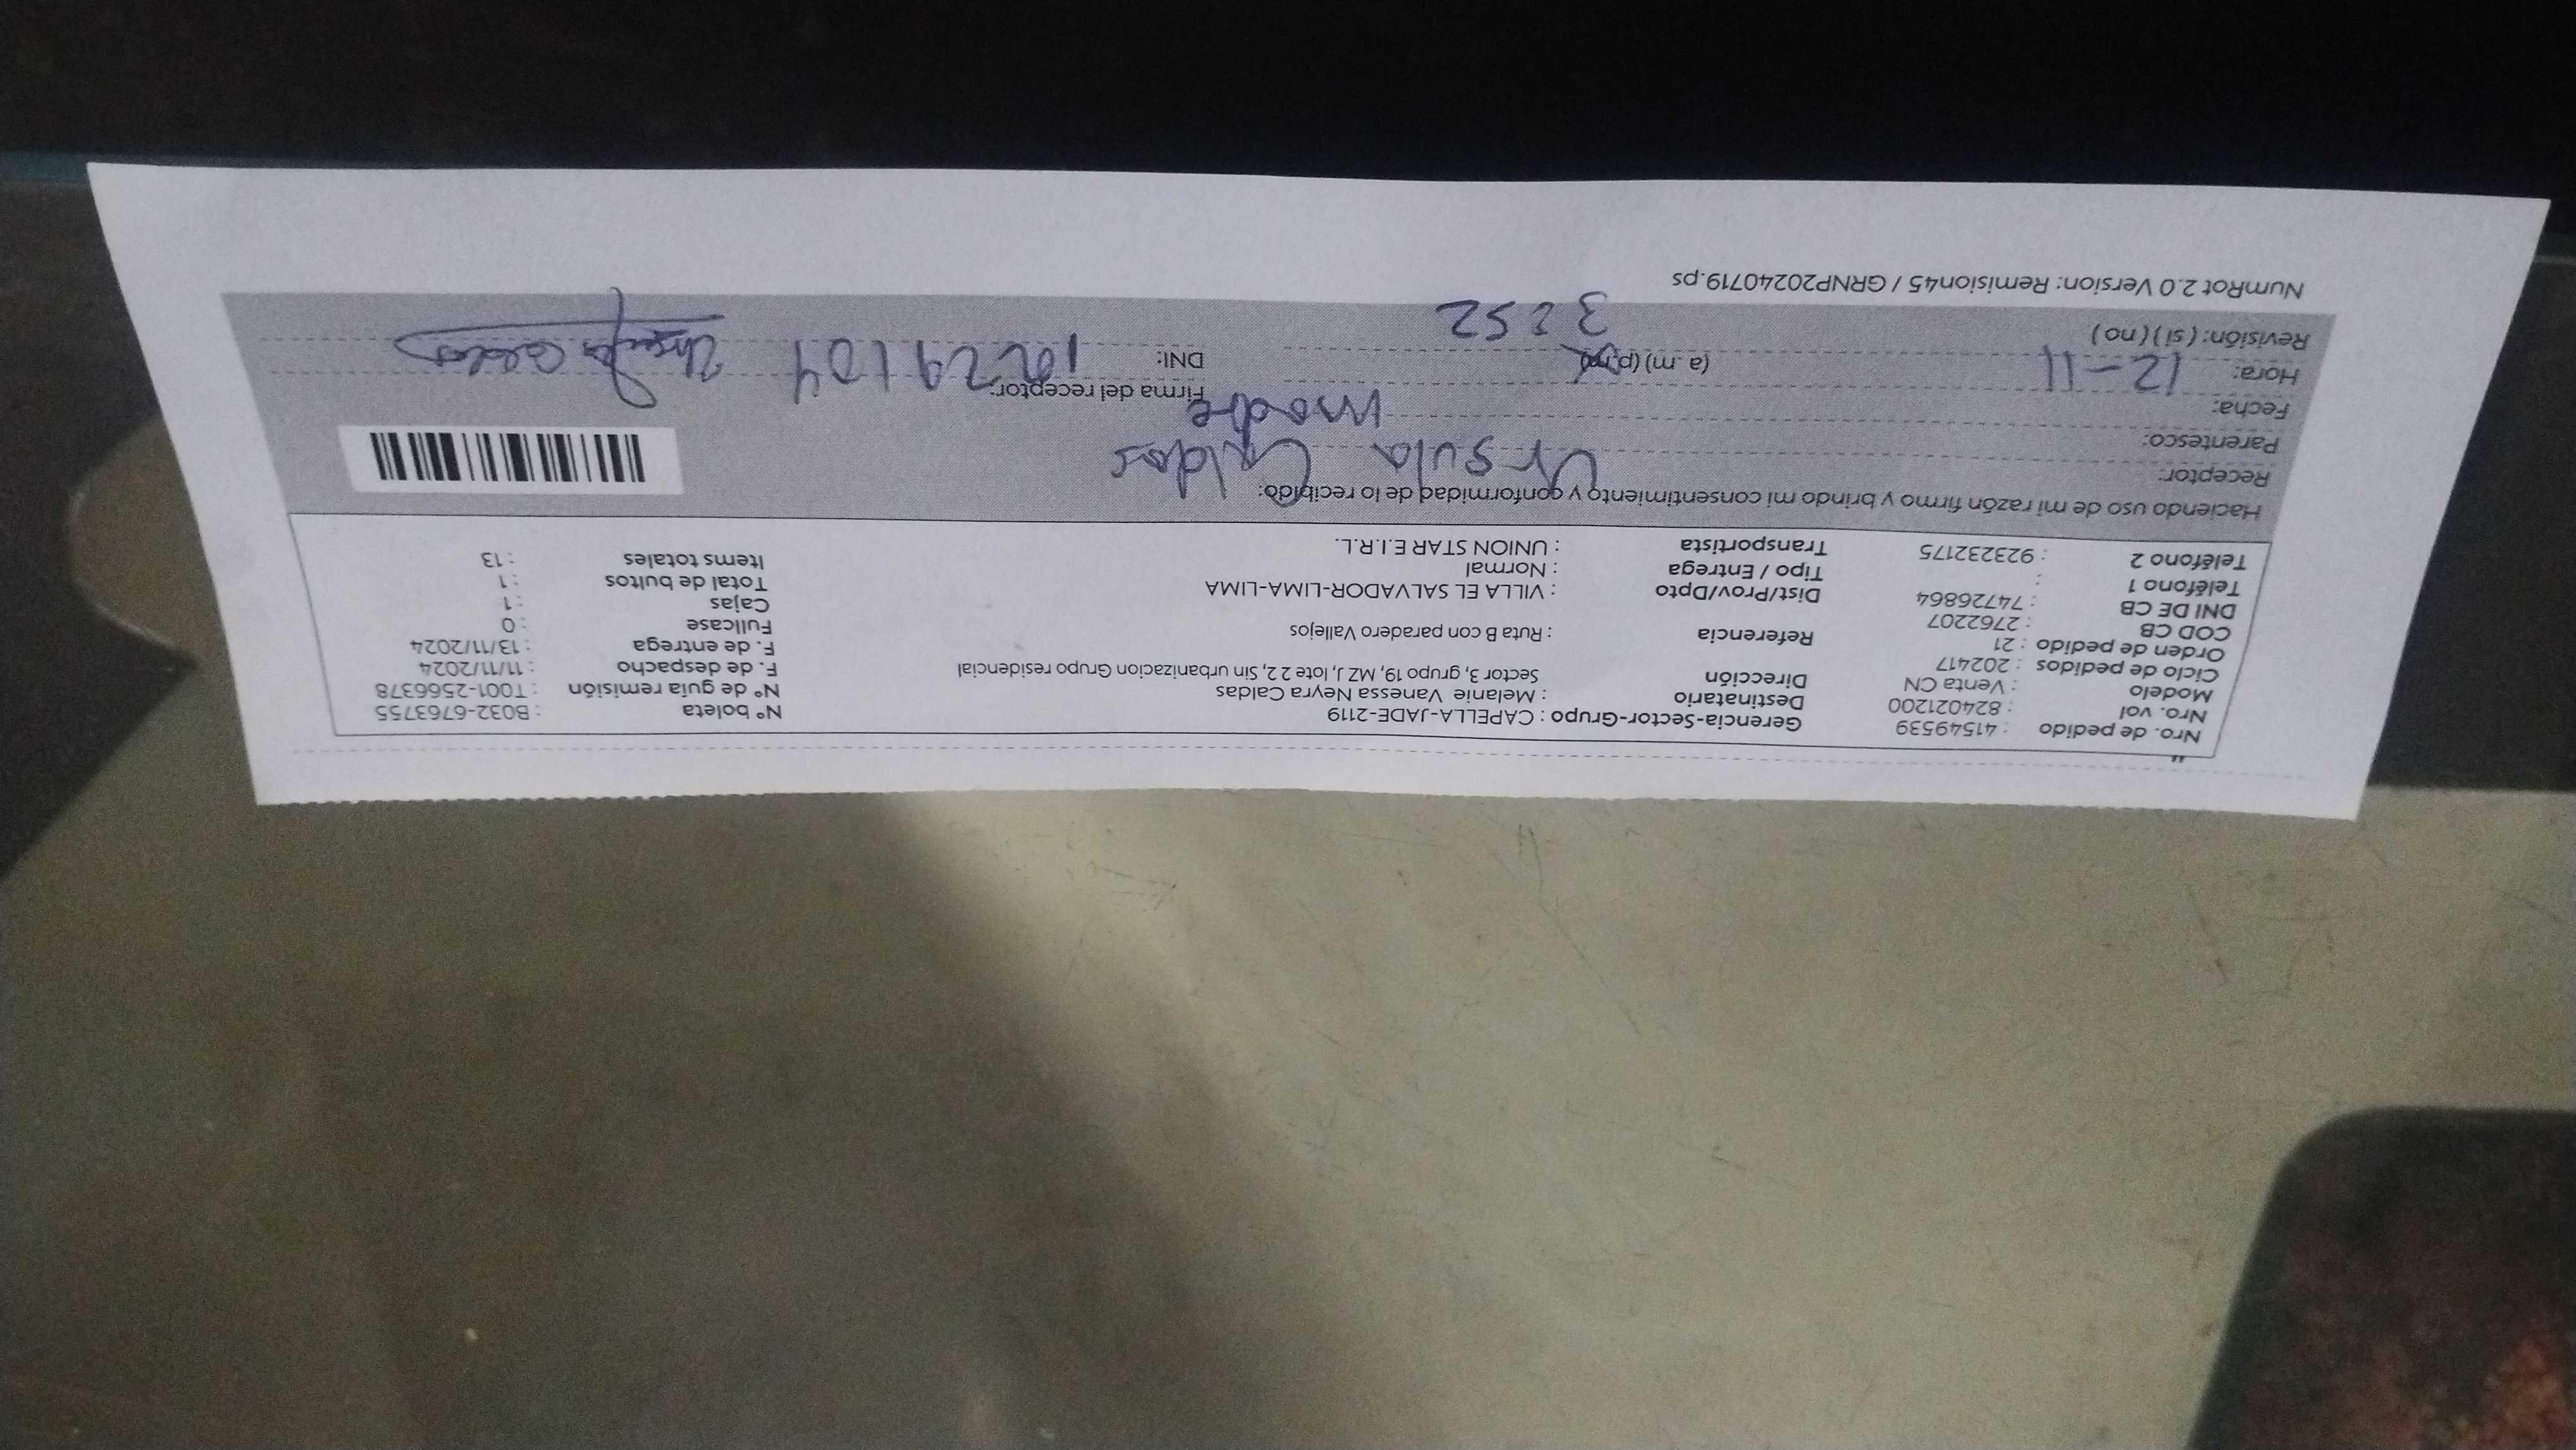 Nro. de pedido : 41549539 Gerencia-Sector-Grupo : CAPELLA-JADE-2119 N° boleta : B032-6763755
Nro. vol : 824021200 Destinatario : Melanie Vanessa Neyra Caldas N° de guía remisión : T001-2566378
Modelo : Venta CN Dirección Sector 3, grupo 19, MZ J, lote 2 2, Sin urbanizacion Grupo residencial F. de despacho : 11/11/2024
Ciclo de pedidos : 202417 F. de entrega : 13/11/2024
Orden de pedido : 21 Referencia : Ruta B con paradero Vallejos Fullcase : 0
COD CB : 2762207 Cajas : 1
DNI DE CB : 74726864 Dist/Prov/Dpto : VILLA EL SALVADOR-LIMA-LIMA Total de bultos : 1
Teléfono 1 : Tipo / Entrega : Normal Items totales : 13
Teléfono 2 : 923232175 Transportista : UNION STAR E.I.R.L.
Haciendo uso de mi razón firmo y brindo mi consentimiento y conformidad de lo recibido:
Receptor: Ursula Caldas
Parentesco: madre
Fecha: 12-11 Firma del receptor: Ursula Caldas
Hora: 3:52 (a. m) (p.m) DNI:
Revisión: ( si ) ( no )
NumRot 2.0 Version: Remision45 / GRNP20240719.ps